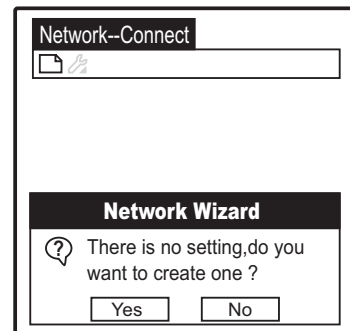 Network--Connect
Network Wizard
There is no setting,do you
want to create one ?
Yes No